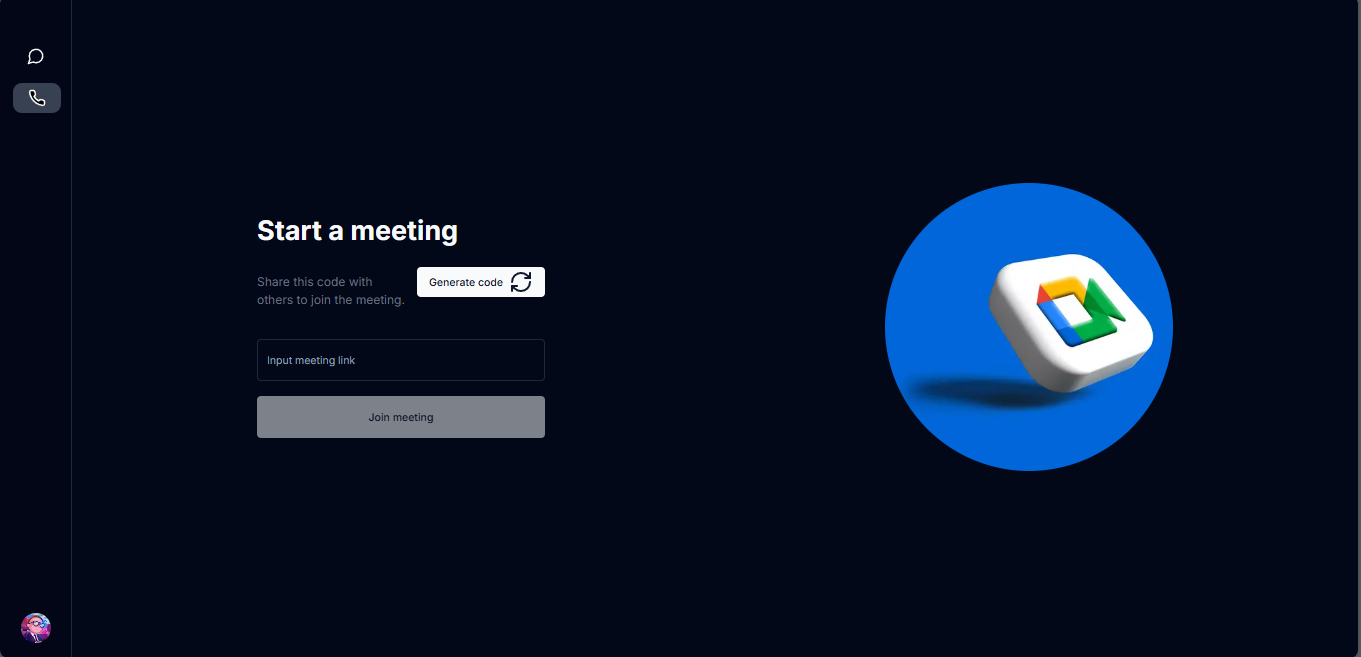 Start a meeting
Share this code with
others to join the meeting.
Generate code
Input meeting link
Join meeting